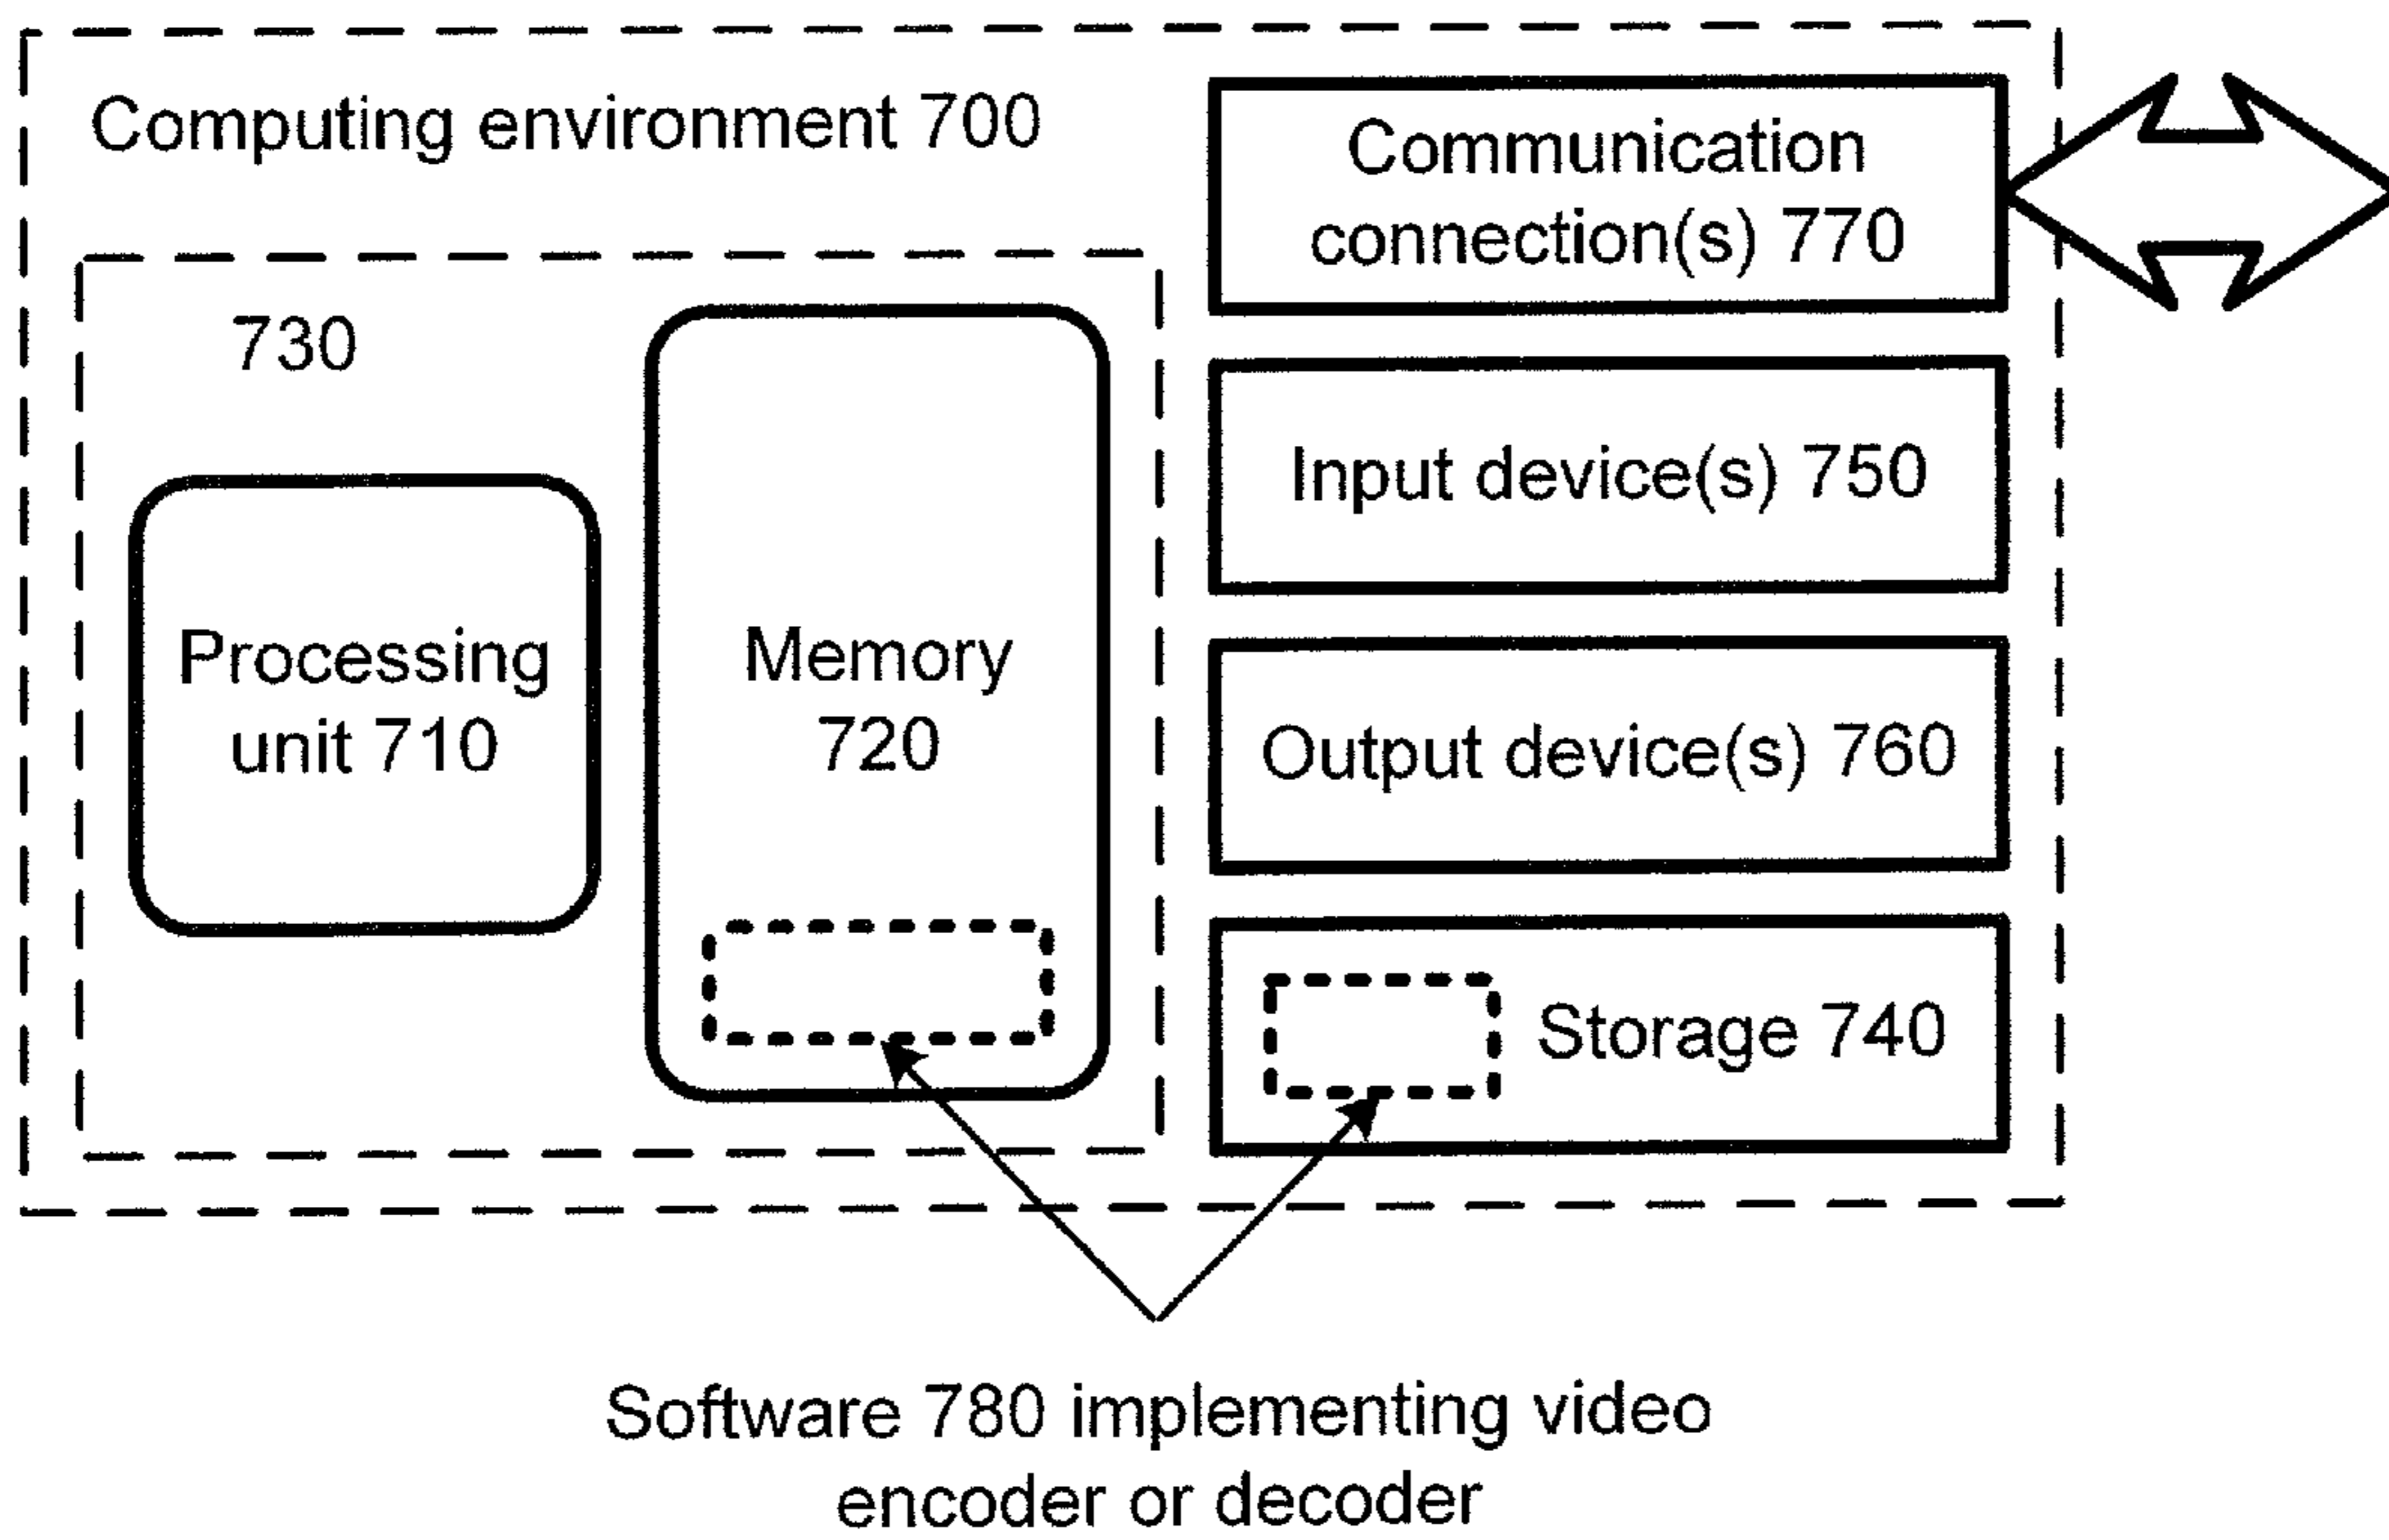 Computing environment 700
730
Processing
unit 710
Memory
720
Communication
connection(s) 770
Input device(s) 750
Output device(s) 760
Storage 740
Software 780 implementing video
encoder or decoder